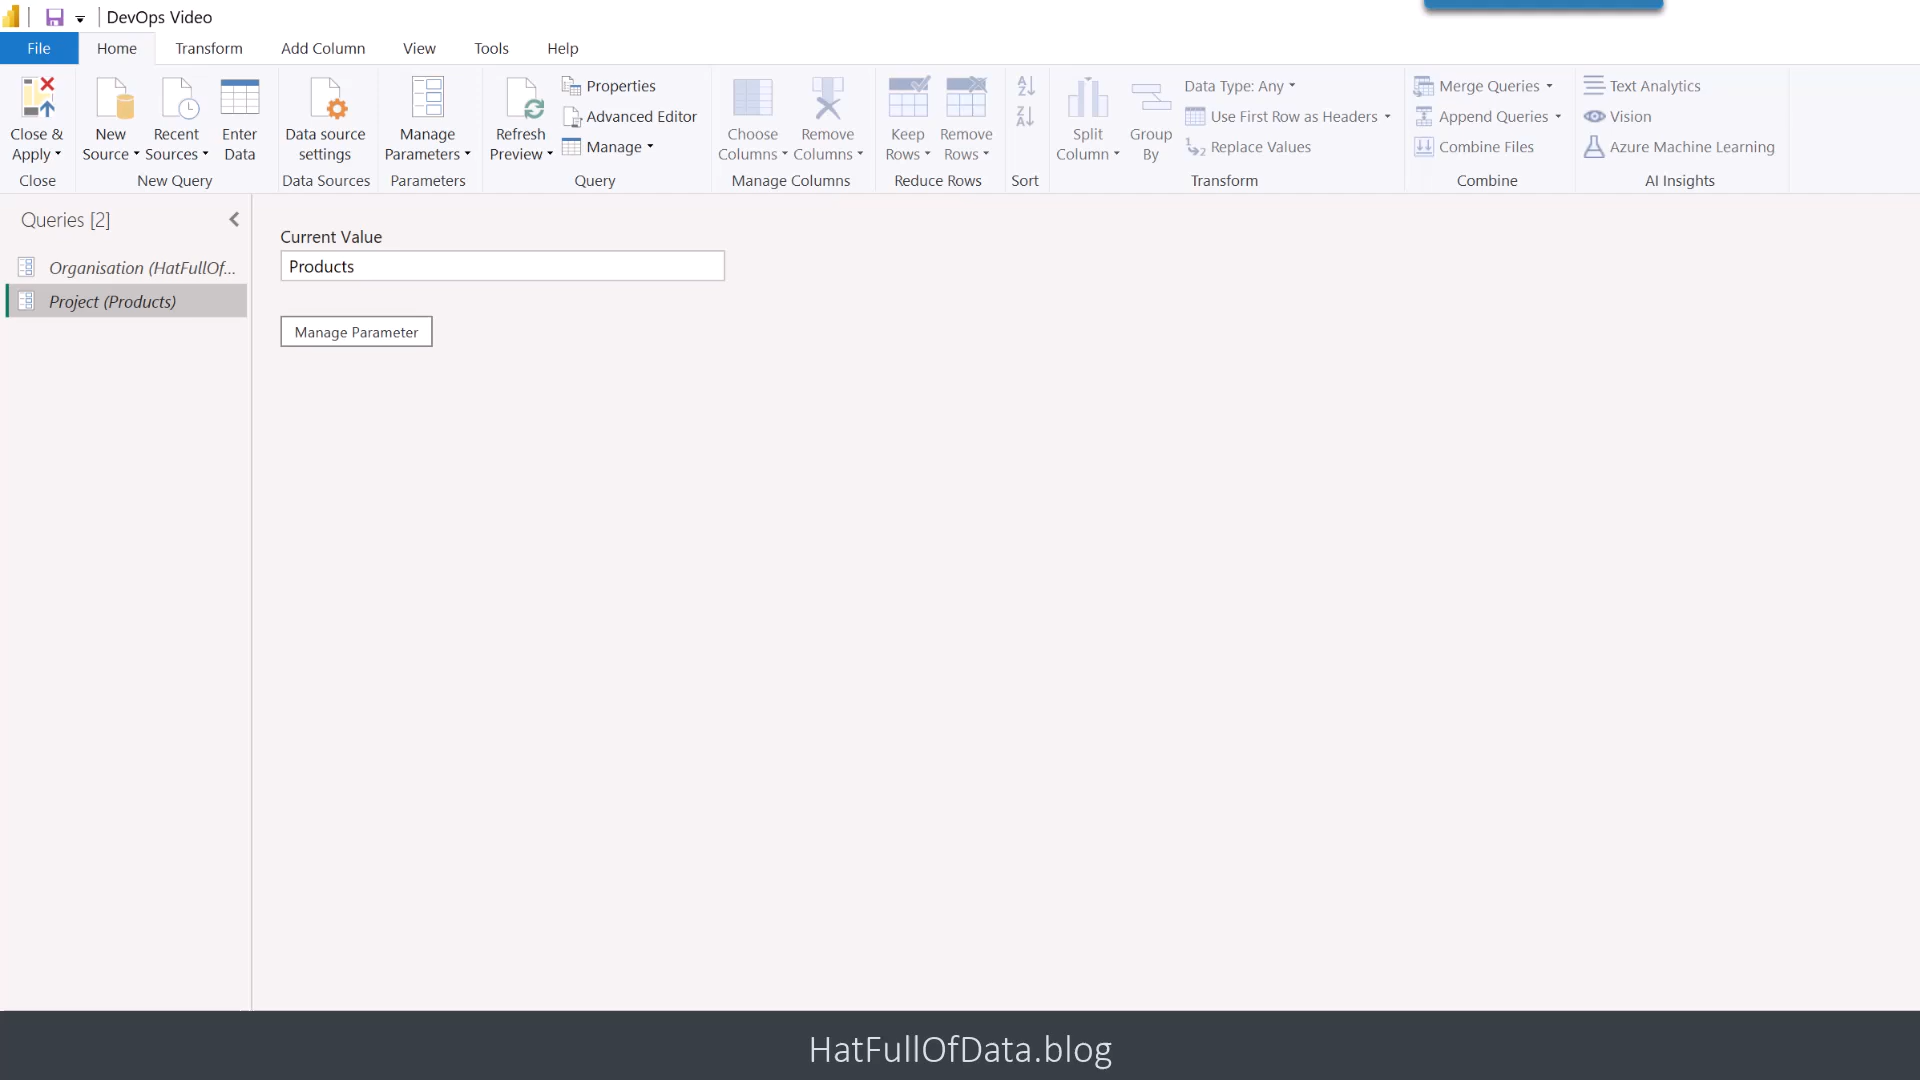 DevOps Video
File Home Transform Add Column View Tools Help
Close & Apply
New Source
Recent Sources
Enter Data
Data source settings
Manage Parameters
Refresh Preview
Properties
Advanced Editor
Manage
Choose Columns
Remove Columns
Keep Rows
Remove Rows
Split Column
Group By
Data Type: Any
Use First Row as Headers
Replace Values
Merge Queries
Append Queries
Combine Files
Text Analytics
Vision
Azure Machine Learning
Close New Query Data Sources Parameters Query Manage Columns Reduce Rows Sort Transform Combine AI Insights
Queries [2]
Organisation (HatFullOf...
Project (Products)
Current Value
Products
Manage Parameter
HatFullOfData.blog